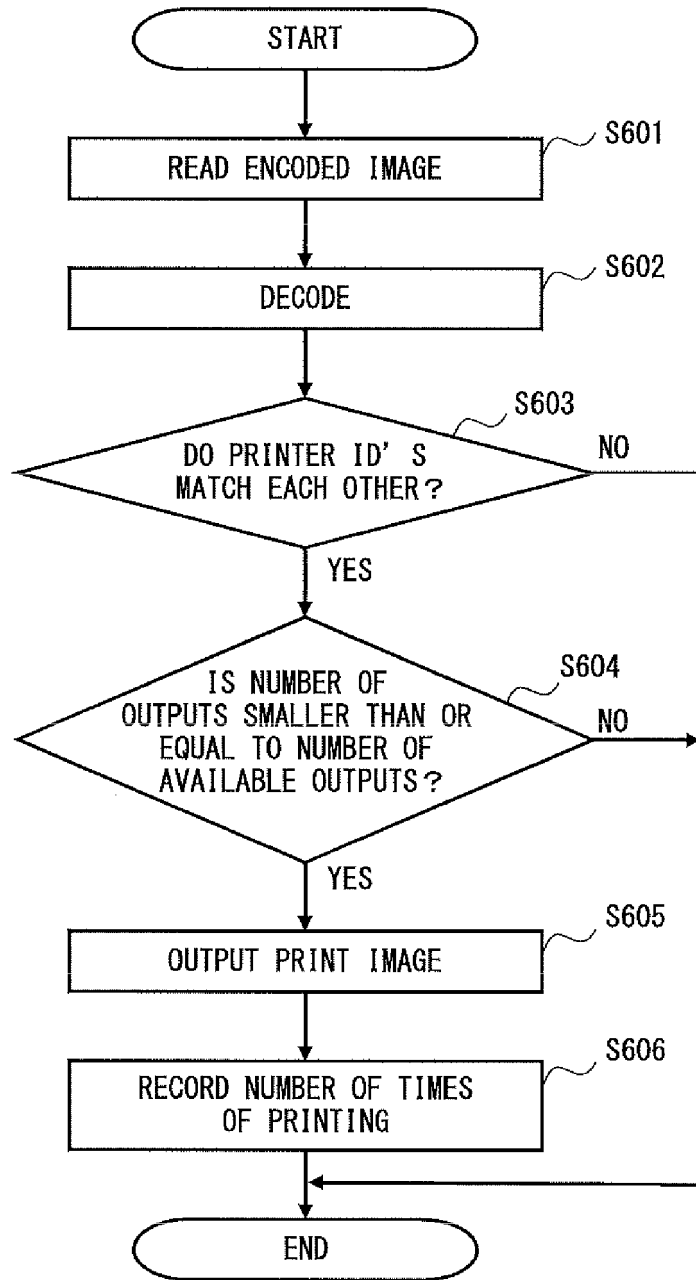 START
S601
READ ENCODED IMAGE
S602
DECODE
S603
DO PRINTER ID'S
MATCH EACH OTHER?
NO
YES
S604
IS NUMBER OF
OUTPUTS SMALLER THAN OR
EQUAL TO NUMBER OF
AVAILABLE OUTPUTS?
NO
YES
S605
OUTPUT PRINT IMAGE
S606
RECORD NUMBER OF TIMES
OF PRINTING
END